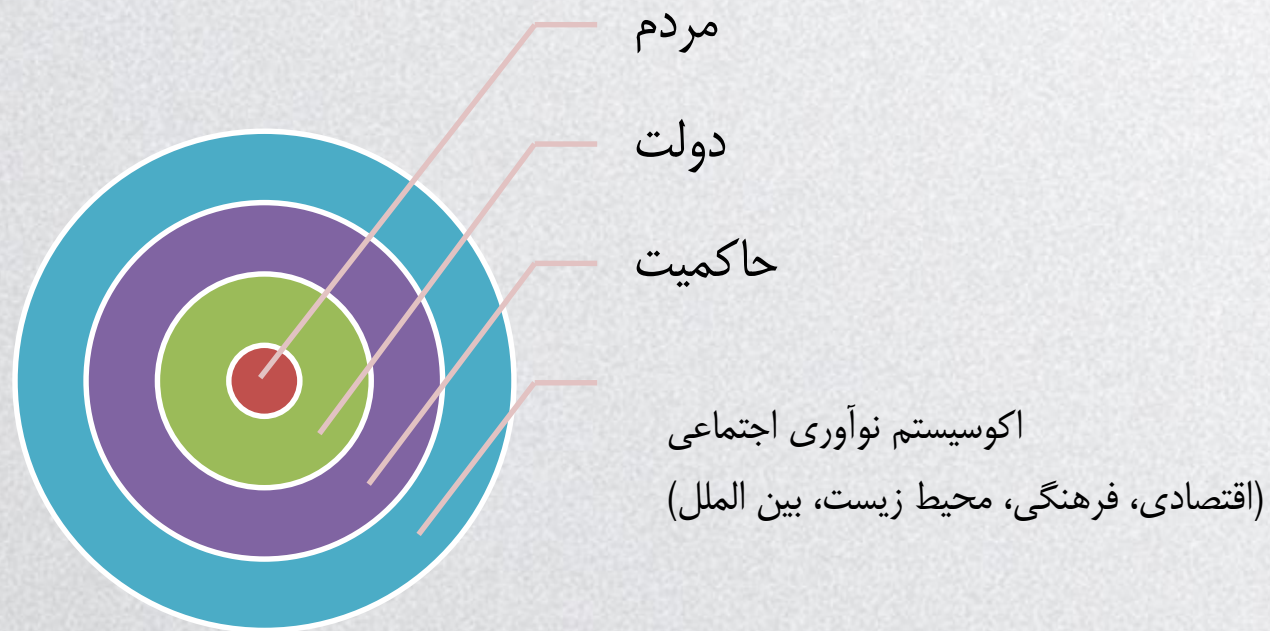 مردم
دولت
حاکمیت
اکوسیستم نوآوری اجتماعی
(اقتصادی، فرهنگی، محیط زیست، بین الملل)